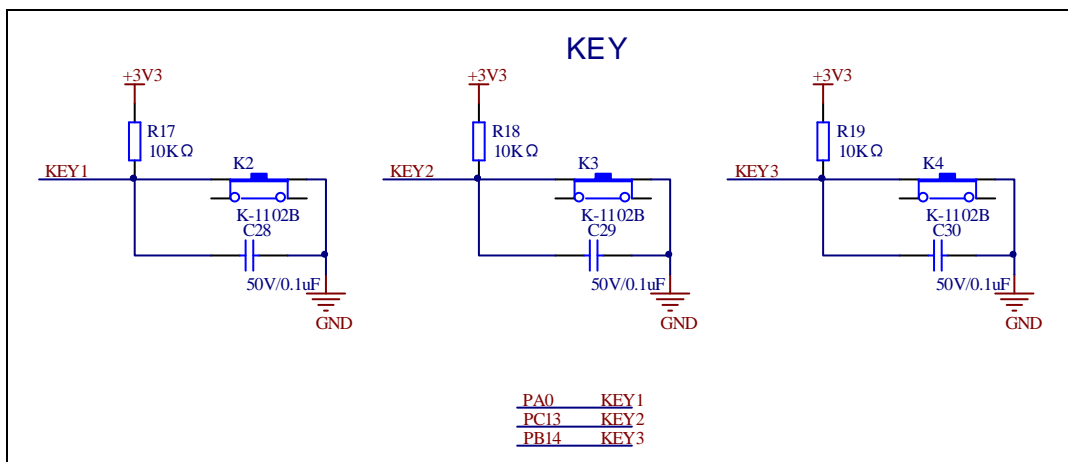 KEY
+3V3
R17
10KΩ
KEY1
K2
K-1102B
C28
50V/0.1uF
GND
+3V3
R18
10KΩ
KEY2
K3
K-1102B
C29
50V/0.1uF
GND
+3V3
R19
10KΩ
KEY3
K4
K-1102B
C30
50V/0.1uF
GND
PA0 KEY1
PC13 KEY2
PB14 KEY3